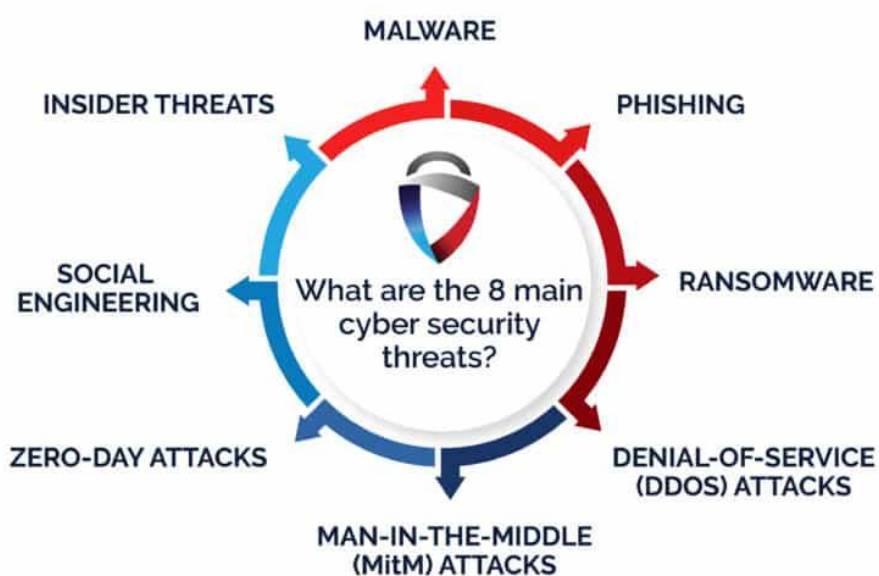 MALWARE
PHISHING
RANSOMWARE
DENIAL-OF-SERVICE
(DDOS) ATTACKS
MAN-IN-THE-MIDDLE
(MitM) ATTACKS
ZERO-DAY ATTACKS
SOCIAL
ENGINEERING
INSIDER THREATS
What are the 8 main
cyber security
threats?